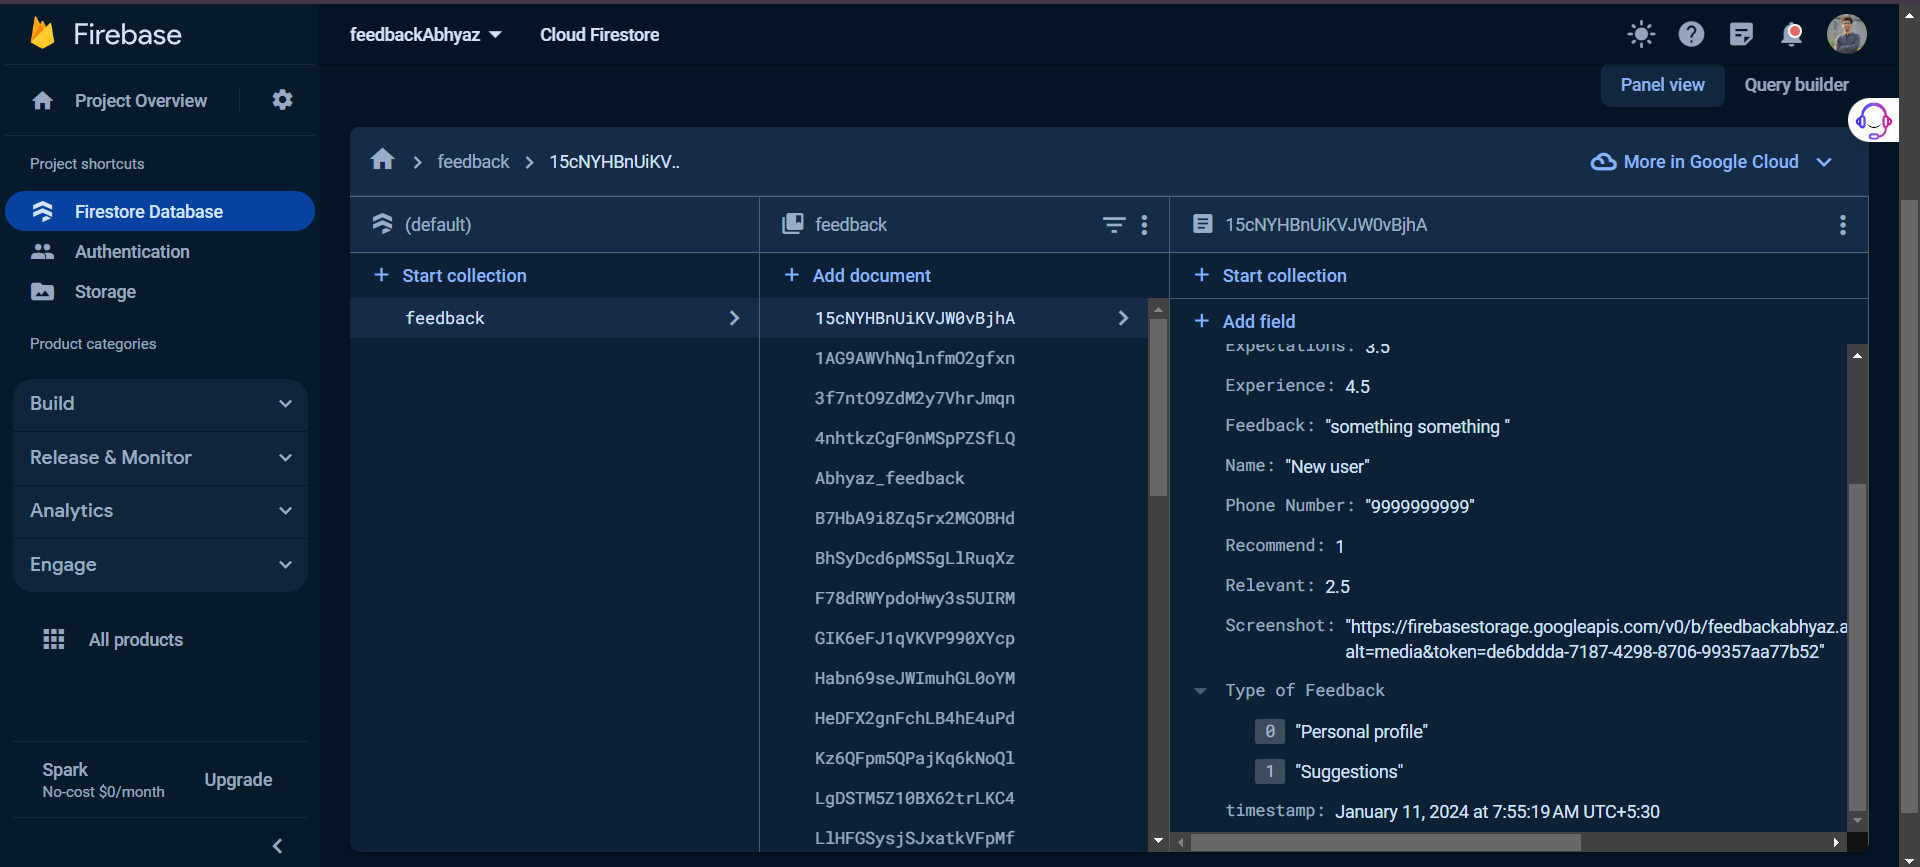 Firebase
feedbackAbhyaz
Cloud Firestore
Panel view
Query builder
Project Overview
Project shortcuts
Firestore Database
Authentication
Storage
Product categories
Build
Release & Monitor
Analytics
Engage
All products
Spark
No-cost $0/month
Upgrade
feedback
15cNYHBnUiKV..
More in Google Cloud
(default)
Start collection
feedback
feedback
Add document
15cNYHBnUiKVJW0vBjhA
1AG9AWVhNqlnfmO2gfxn
3f7ntO9ZdM2y7VhrJmqn
4nhtkzCgF0nMSpPZSfLQ
Abhyaz_feedback
B7HbA9i8Zq5rx2MGOBHd
BhSyDcd6pMS5gLlRuqXz
F78dRWYpdoHwy3s5UIRM
GIK6eFJ1qVKVP990XYcp
Habn69seJWImuhGL0oYM
HeDFX2gnFchLB4hE4uPd
Kz6QFpm5QPajKq6kNoQl
LgDSTM5Z10BX62trLKC4
LlHFGSysjSJxatkVFpMf
15cNYHBnUiKVJW0vBjhA
Start collection
Add field
Expectations: 3.5
Experience: 4.5
Feedback: "something something "
Name: "New user"
Phone Number: "9999999999"
Recommend: 1
Relevant: 2.5
Screenshot: "https://firebasestorage.googleapis.com/v0/b/feedbackabhyaz.a
alt=media&token=de6bddda-7187-4298-8706-99357aa77b52"
Type of Feedback
0 "Personal profile"
1 "Suggestions"
timestamp: January 11, 2024 at 7:55:19 AM UTC+5:30